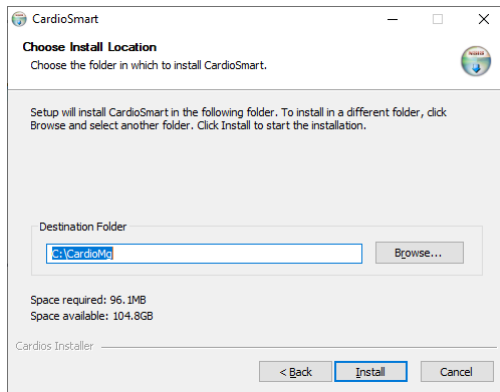 CardioSmart
Choose Install Location
Choose the folder in which to install CardioSmart.
Setup will install CardioSmart in the following folder. To install in a different folder, click
Browse and select another folder. Click Install to start the installation.
Destination Folder
C:\CardioMg
Browse...
Space required: 96.1MB
Space available: 104.8GB
Cardios Installer
< Back
Install
Cancel